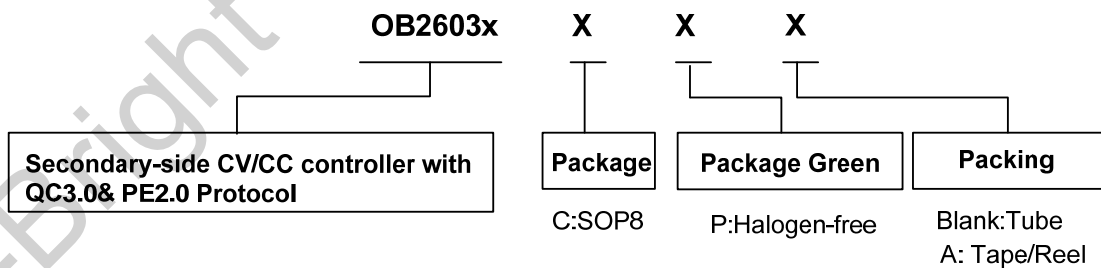 OB2603x X X X
Secondary-side CV/CC controller with
QC3.0& PE2.0 Protocol
Package
Package Green
Packing
C:SOP8
P:Halogen-free
Blank:Tube
A: Tape/Reel
Bright